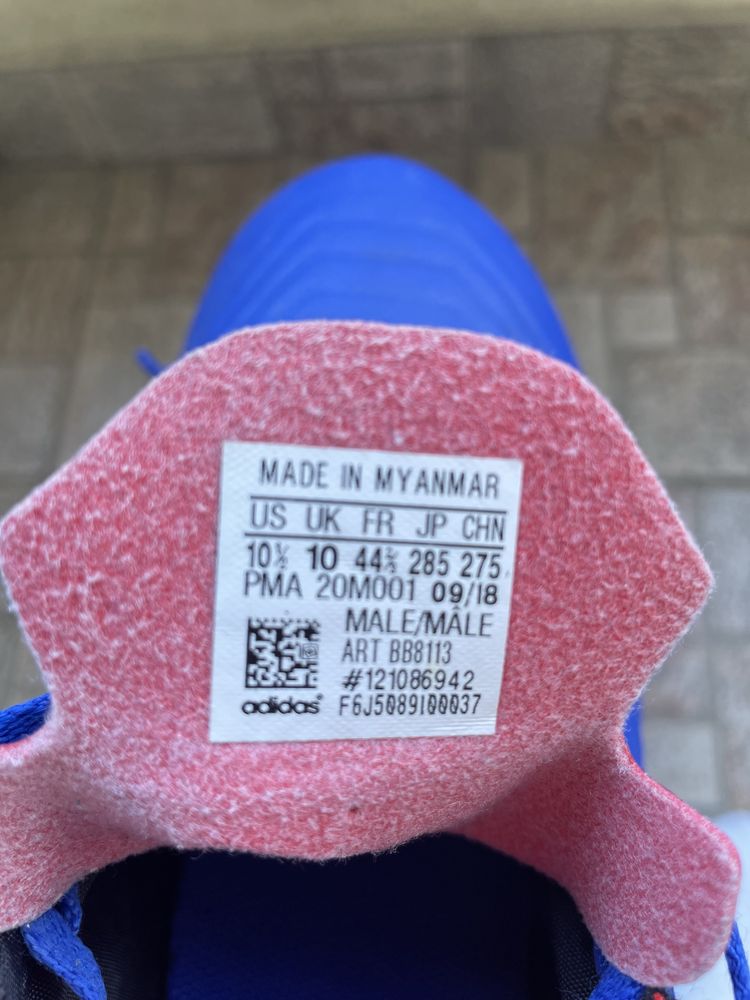 MADE IN MYANMAR
US UK FR JP CHN
10½ 10 44⅔ 285 275
PMA 20M001 09/18
MALE/MÂLE
ART BB8113
#121086942
adidas® F6J5089I00037